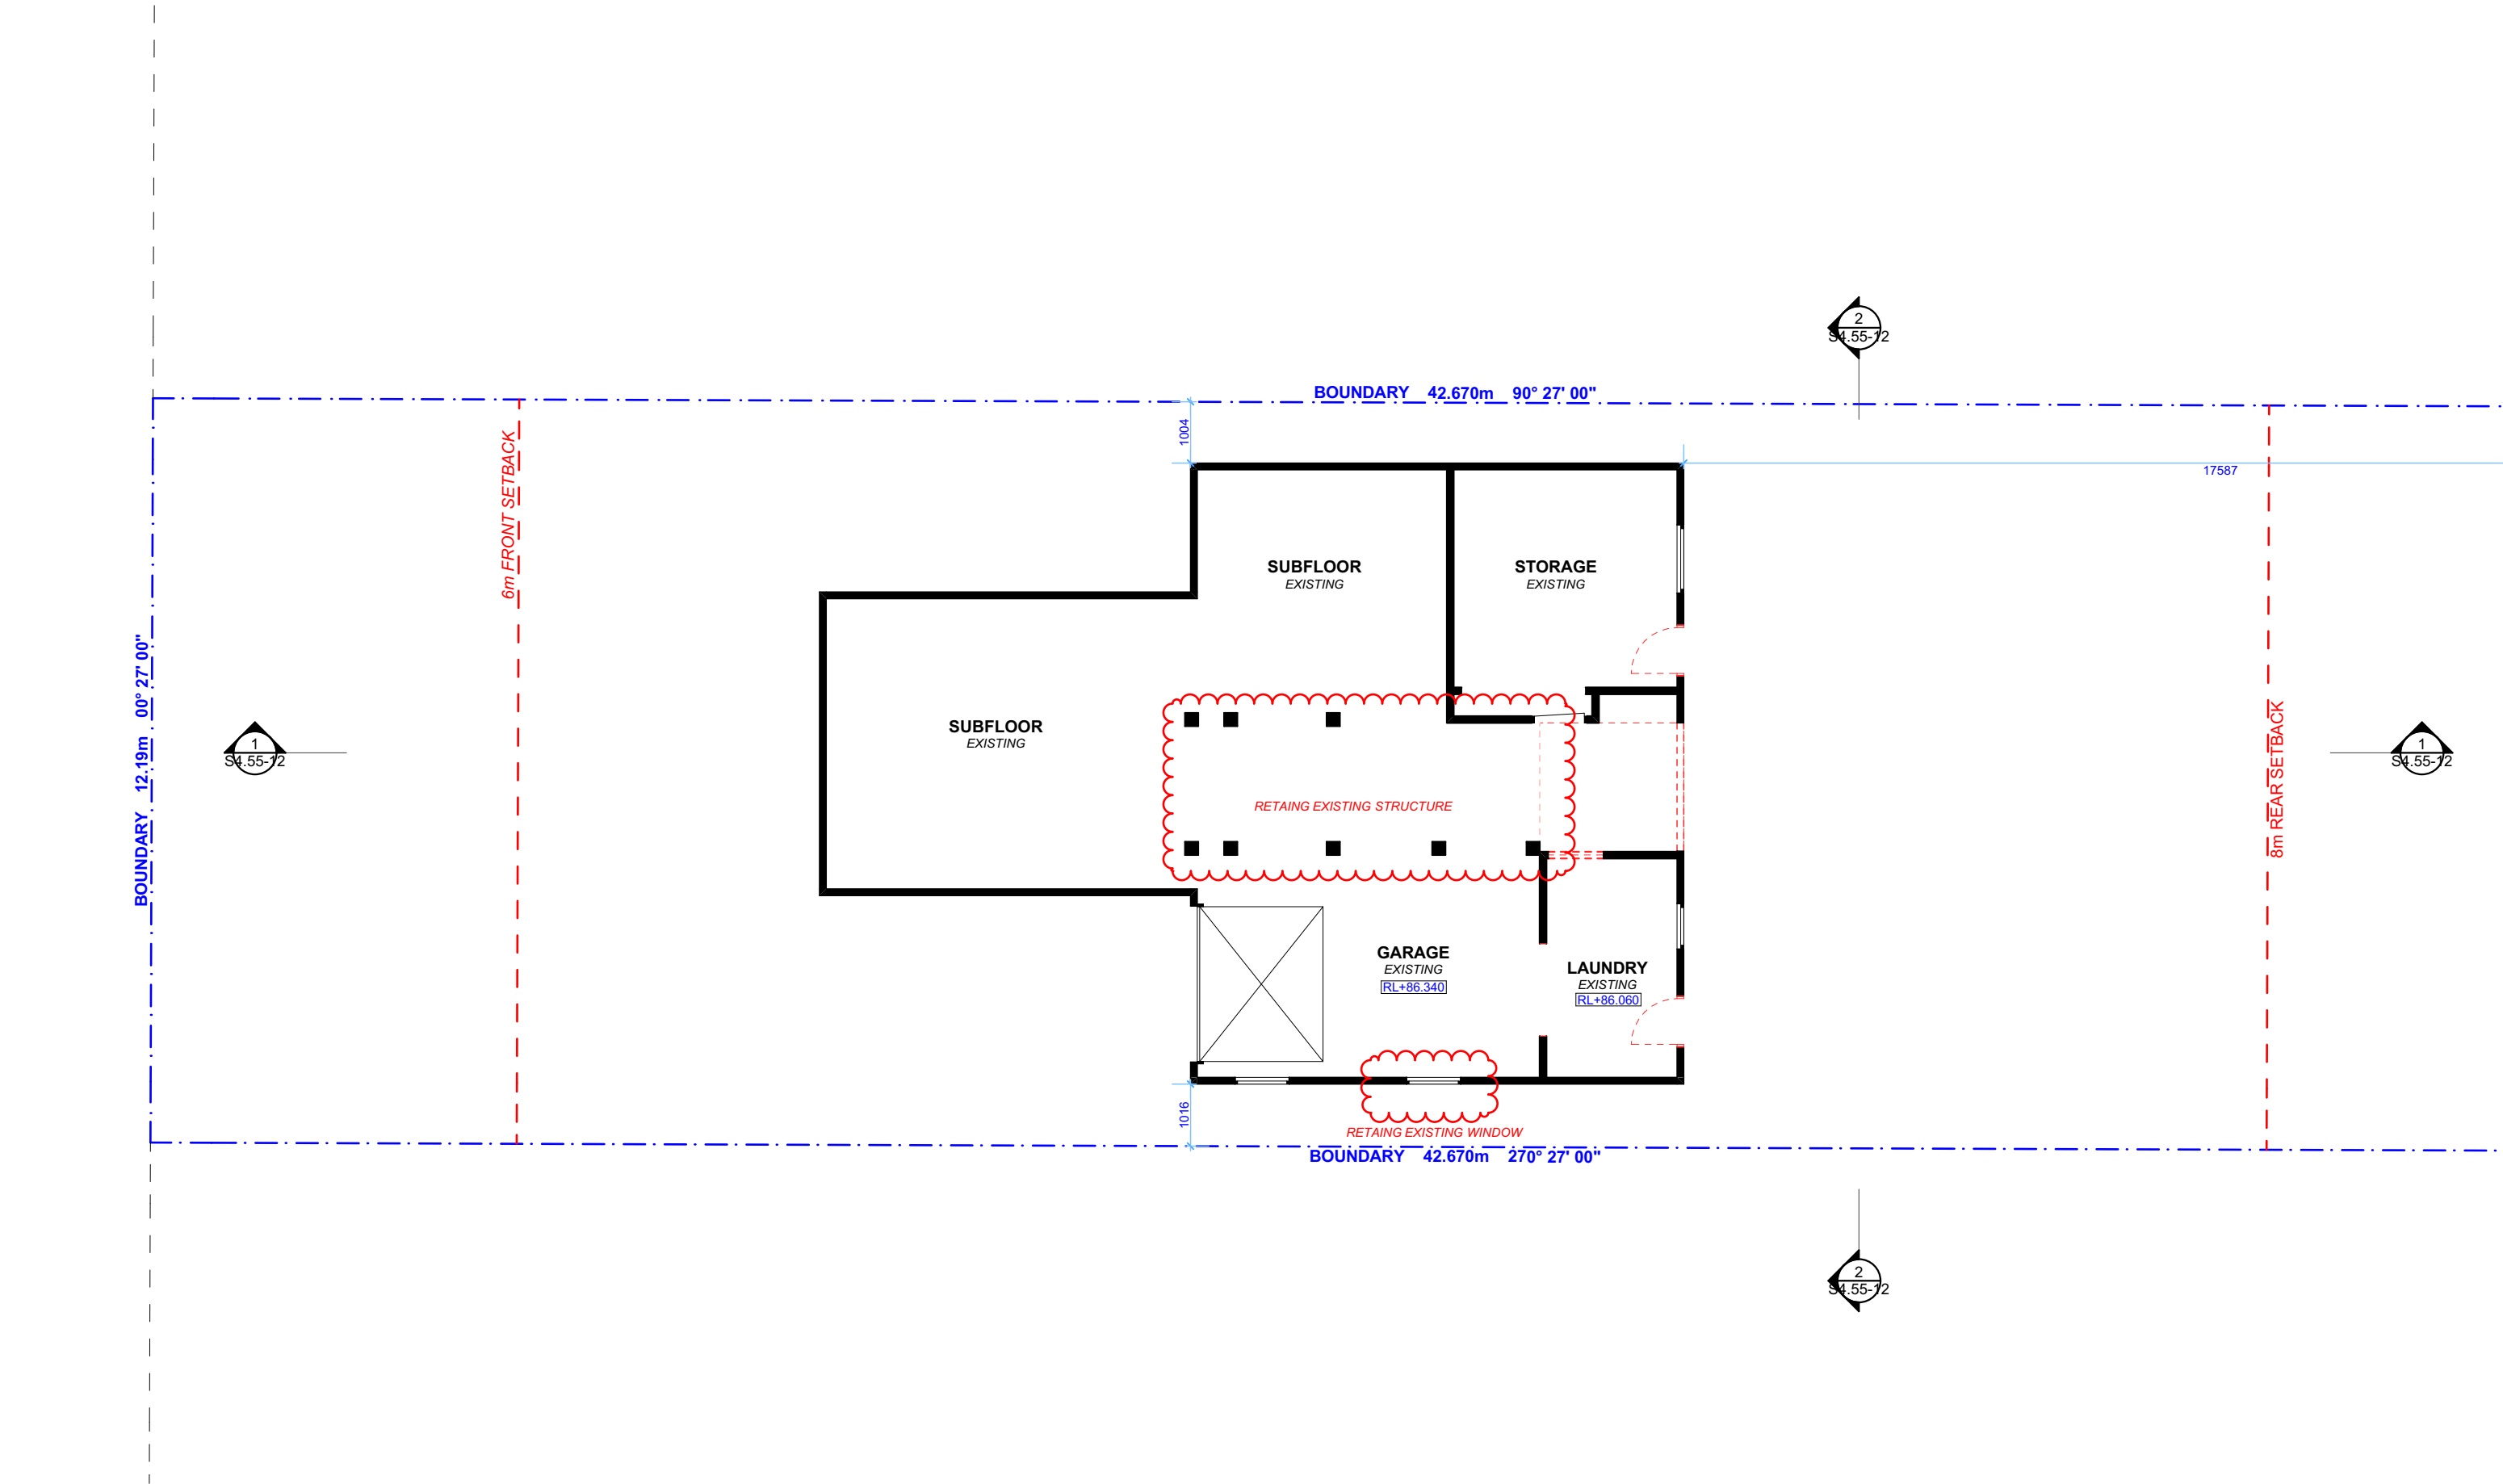 2
S4.55-12
BOUNDARY 42.670m 90° 27' 00"
1004
6m FRONT SETBACK
17587
SUBFLOOR
EXISTING
STORAGE
EXISTING
BOUNDARY 12.19m 00° 27' 00"
SUBFLOOR
EXISTING
1
S4.55-12
8m REAR SETBACK
1
S4.55-12
RETAING EXISTING STRUCTURE
GARAGE
EXISTING
RL+86.340
LAUNDRY
EXISTING
RL+86.060
1016
RETAING EXISTING WINDOW
BOUNDARY 42.670m 270° 27' 00"
2
S4.55-12